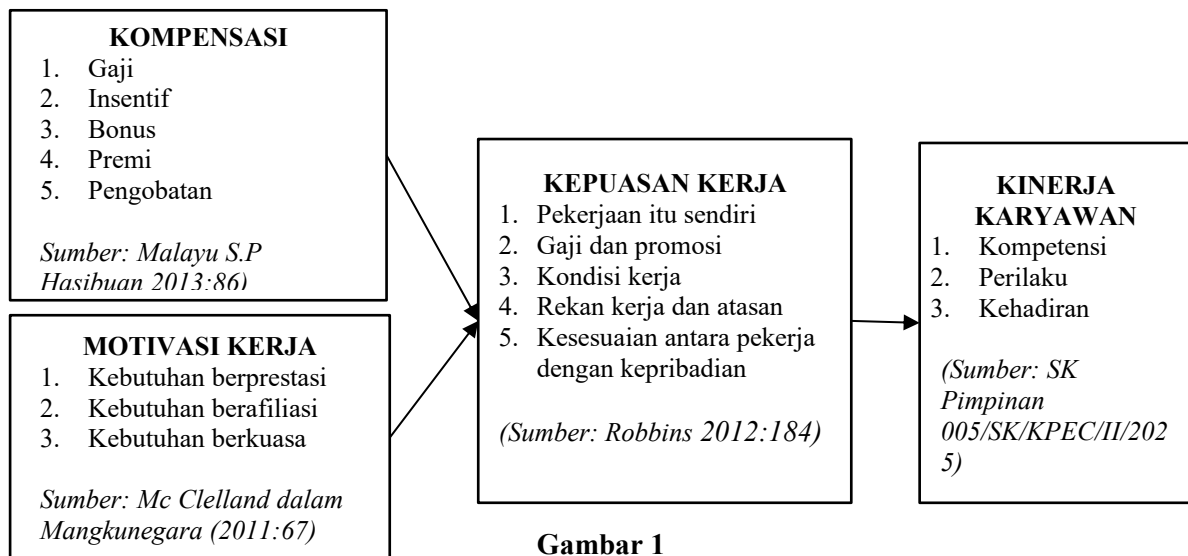 KOMPENSASI
1. Gaji
2. Insentif
3. Bonus
4. Premi
5. Pengobatan
Sumber: Malayu S.P
Hasibuan 2013:86)
MOTIVASI KERJA
1. Kebutuhan berprestasi
2. Kebutuhan berafiliasi
3. Kebutuhan berkuasa
Sumber: Mc Clelland dalam
Mangkunegara (2011:67)
KEPUASAN KERJA
1. Pekerjaan itu sendiri
2. Gaji dan promosi
3. Kondisi kerja
4. Rekan kerja dan atasan
5. Kesesuaian antara pekerja
dengan kepribadian
(Sumber: Robbins 2012:184)
KINERJA
KARYAWAN
1. Kompetensi
2. Perilaku
3. Kehadiran
(Sumber: SK
Pimpinan
005/SK/KPEC/II/202
5)
Gambar 1